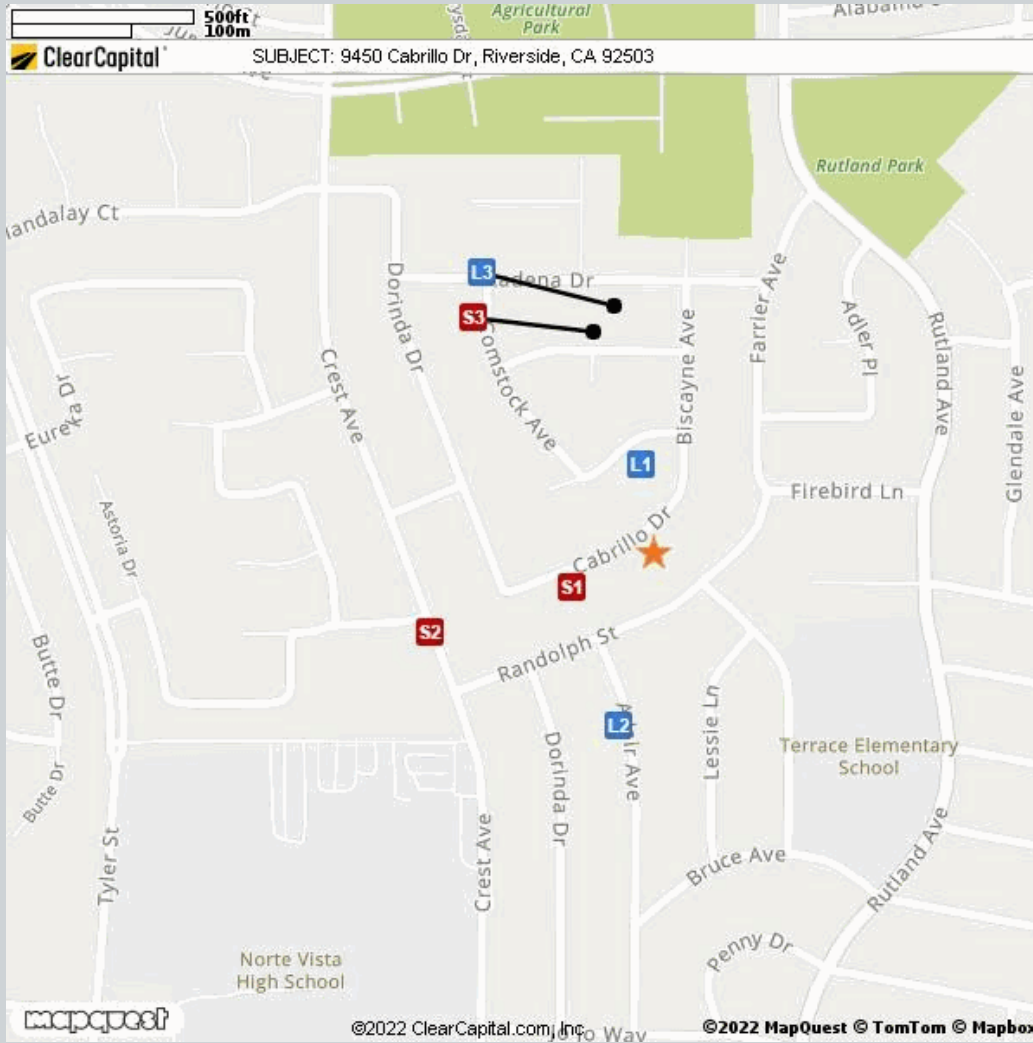 500ft
100m
Agricultural
Park
ClearCapital
SUBJECT: 9450 Cabrillo Dr, Riverside, CA 92503
Rutland Park
L3
S3
Dorinda Dr
Crest Ave
Comstock Ave
Biscayne Ave
Farrier Ave
Adler Pl
Rutland Ave
Glendale Ave
Eureka Dr
L1
Firebird Ln
Astoria Dr
Cabrillo Dr
S1
S2
Randolph St
Butte Dr
L2
Lessie Ln
Dorinda Dr
Terrace Elementary
School
Butte Dr
Tyler St
Crest Ave
Bruce Ave
Rutland Ave
Penny Dr
Norte Vista
High School
mapquest
©2022 ClearCapital.com, Inc
Way
©2022 MapQuest © TomTom © Mapbox